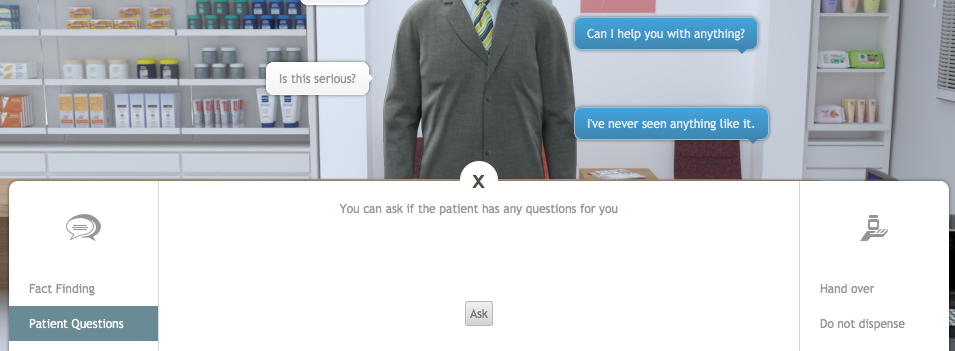 Can I help you with anything?
Is this serious?
I've never seen anything like it.
X
You can ask if the patient has any questions for you
Fact Finding
Patient Questions
Ask
Hand over
Do not dispense